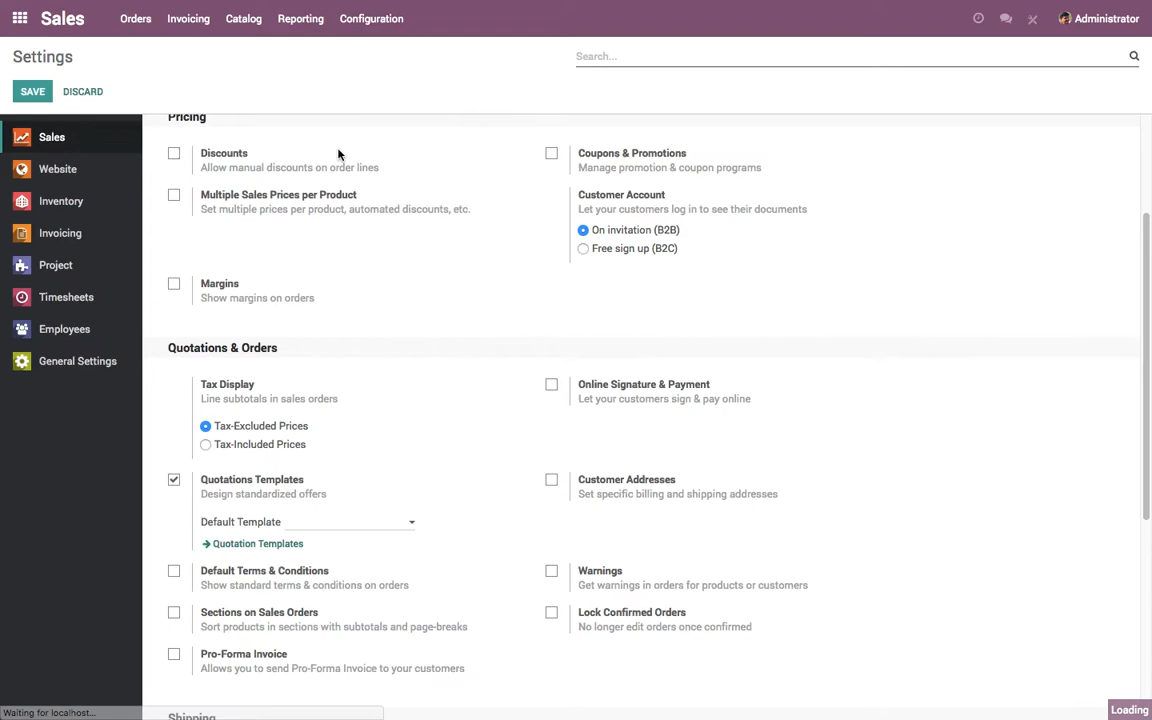 Sales Orders Invoicing Catalog Reporting Configuration Administrator
Settings Search...
SAVE DISCARD
Sales
Website
Inventory
Invoicing
Project
Timesheets
Employees
General Settings
Pricing
Discounts
Allow manual discounts on order lines
Coupons & Promotions
Manage promotion & coupon programs
Multiple Sales Prices per Product
Set multiple prices per product, automated discounts, etc.
Customer Account
Let your customers log in to see their documents
On invitation (B2B)
Free sign up (B2C)
Margins
Show margins on orders
Quotations & Orders
Tax Display
Line subtotals in sales orders
Tax-Excluded Prices
Tax-Included Prices
Online Signature & Payment
Let your customers sign & pay online
Quotations Templates
Design standardized offers
Default Template
Quotation Templates
Customer Addresses
Set specific billing and shipping addresses
Default Terms & Conditions
Show standard terms & conditions on orders
Warnings
Get warnings in orders for products or customers
Sections on Sales Orders
Sort products in sections with subtotals and page-breaks
Lock Confirmed Orders
No longer edit orders once confirmed
Pro-Forma Invoice
Allows you to send Pro-Forma Invoice to your customers
Shipping
Waiting for localhost...
Loading